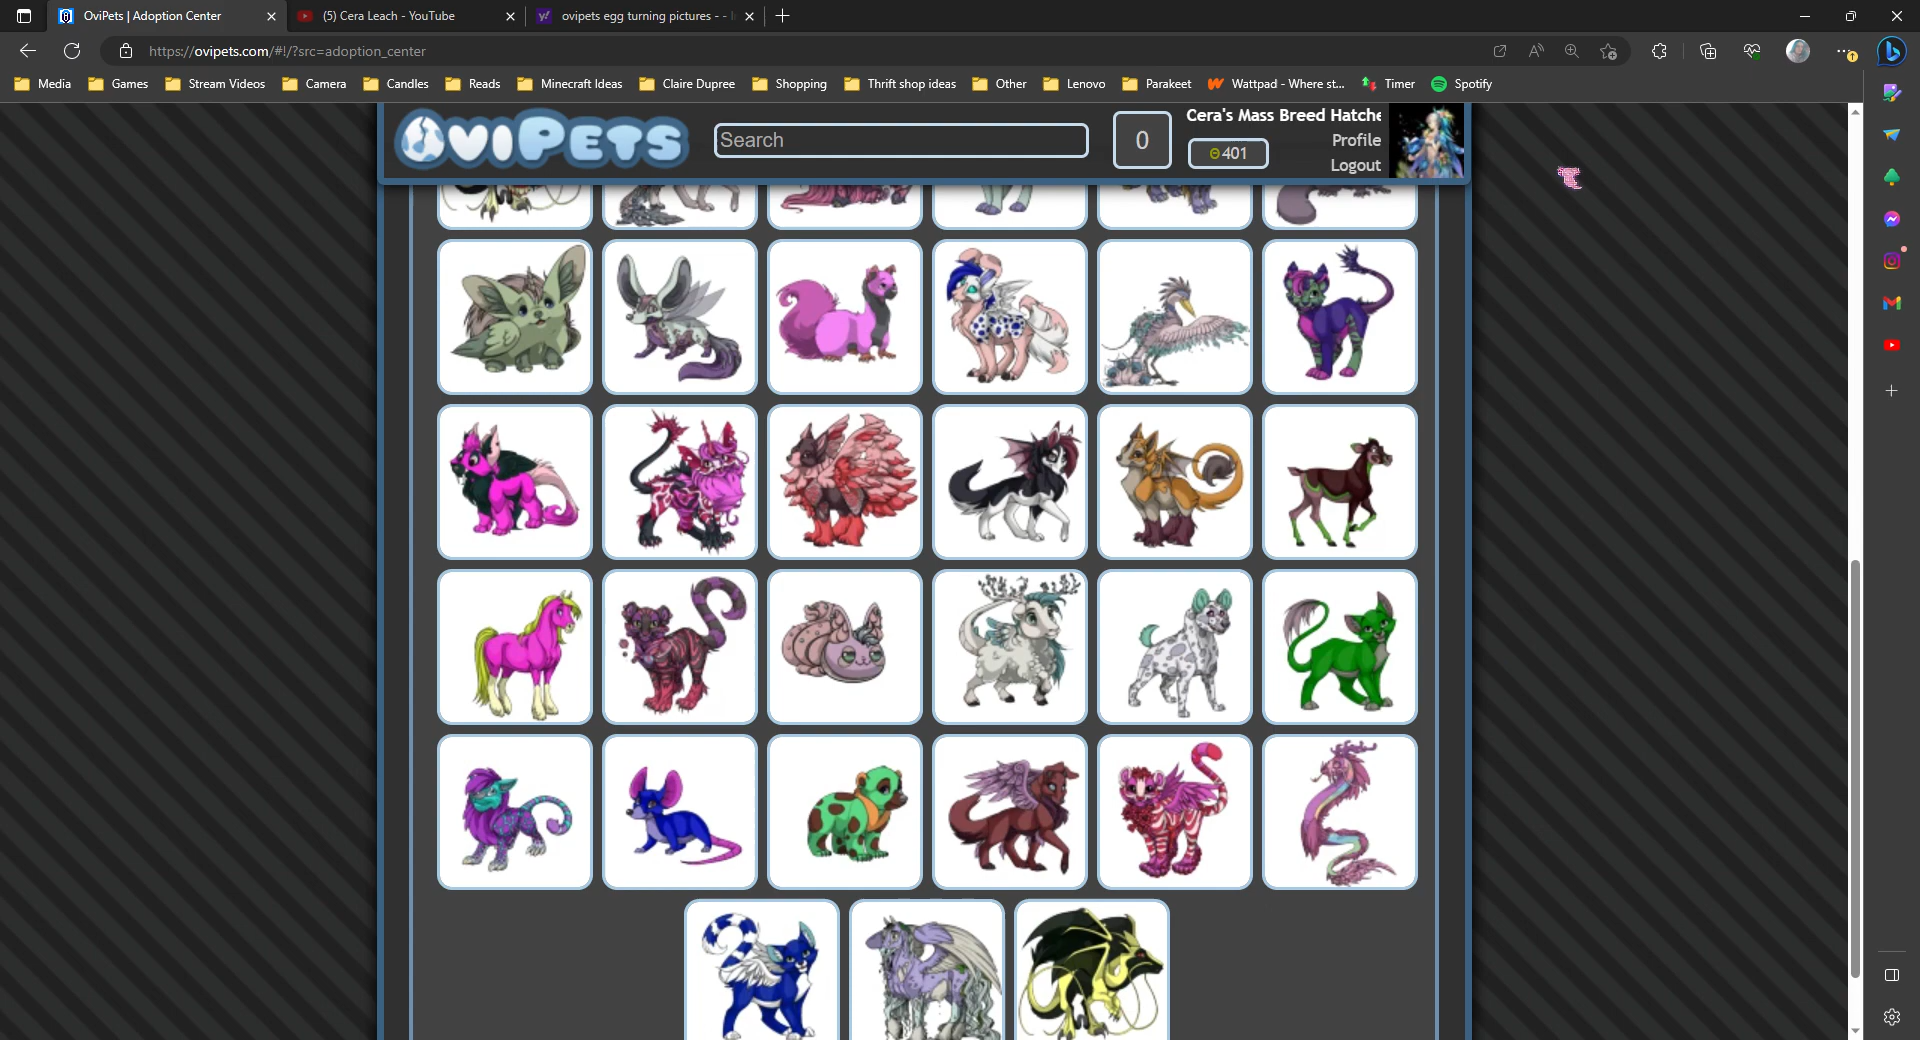 OviPets | Adoption Center
(5) Cera Leach - YouTube
ovipets egg turning pictures - -
https://ovipets.com/#!/?src=adoption_center
Media
Games
Stream Videos
Camera
Candles
Reads
Minecraft Ideas
Claire Dupree
Shopping
Thrift shop ideas
Other
Lenovo
Parakeet
Wattpad - Where st...
Timer
Spotify
OVIPETS
Search
0
Cera's Mass Breed Hatche
401
Profile
Logout